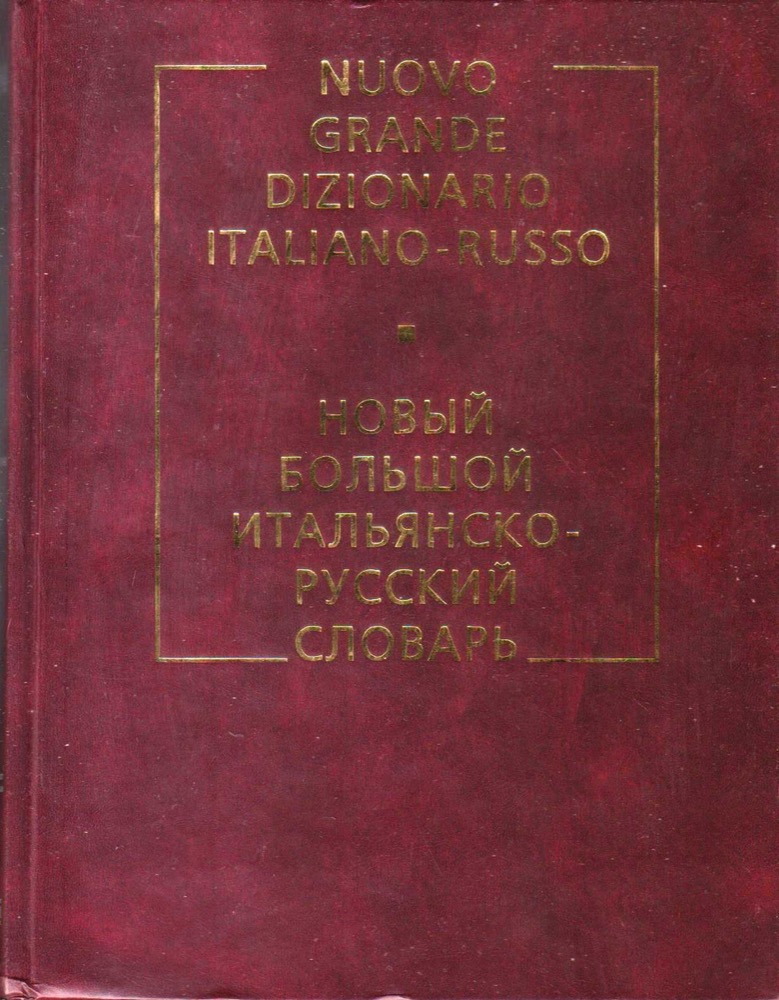 NUOVO
GRANDE
DIZIONARIO
ITALIANO-RUSSO
НОВЫЙ
БОЛЬШОЙ
ИТАЛЬЯНСКО-
РУССКИЙ
СЛОВАРЬ